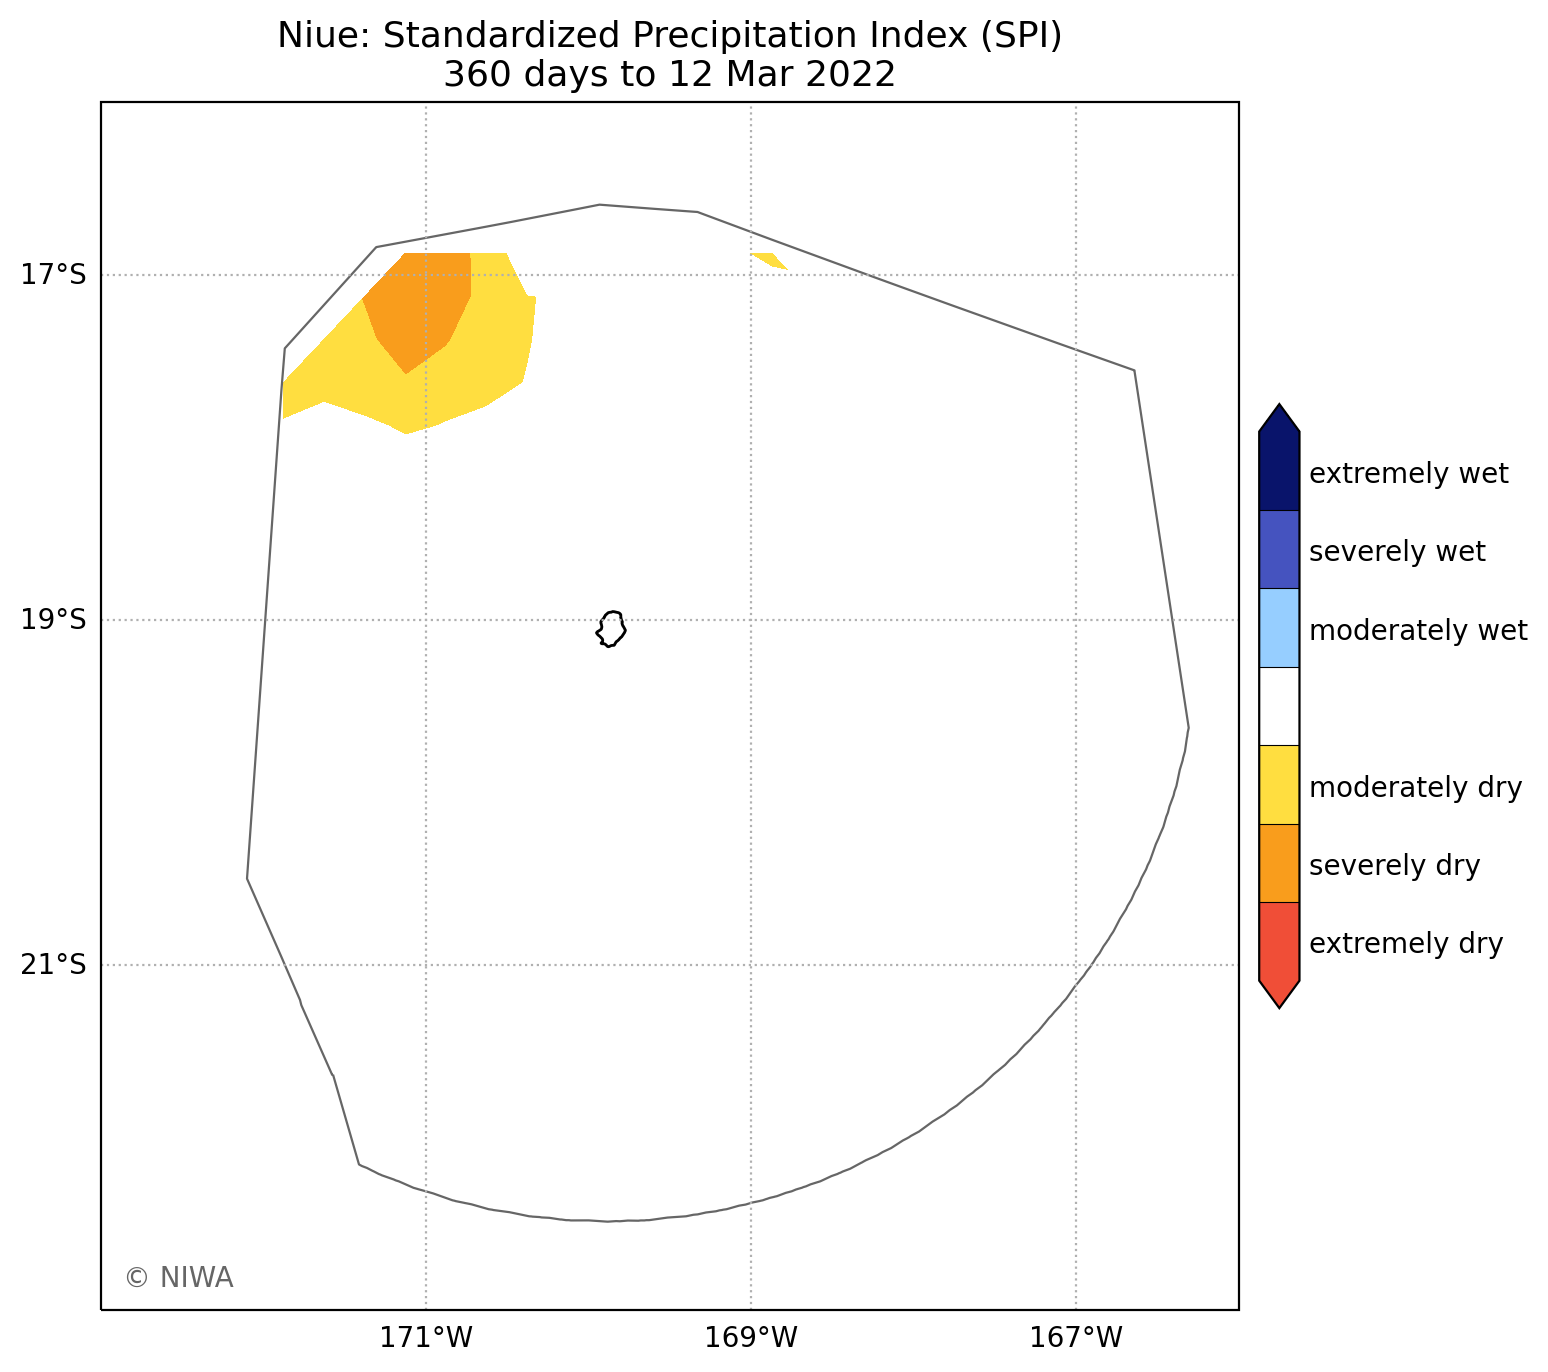 Niue: Standardized Precipitation Index (SPI)
360 days to 12 Mar 2022
17°S
19°S
21°S
171°W
169°W
167°W
extremely wet
severely wet
moderately wet
moderately dry
severely dry
extremely dry
© NIWA